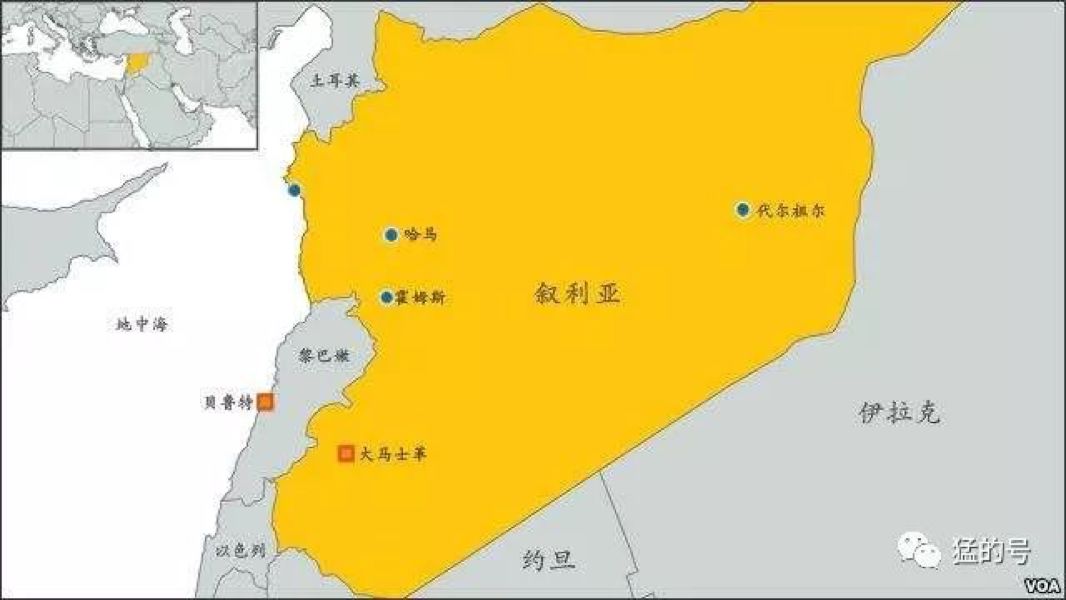 土耳其
代尔祖尔
哈马
叙利亚
霍姆斯
地中海
黎巴嫩
贝鲁特
伊拉克
大马士革
以色列
约旦
猛的号
VOA